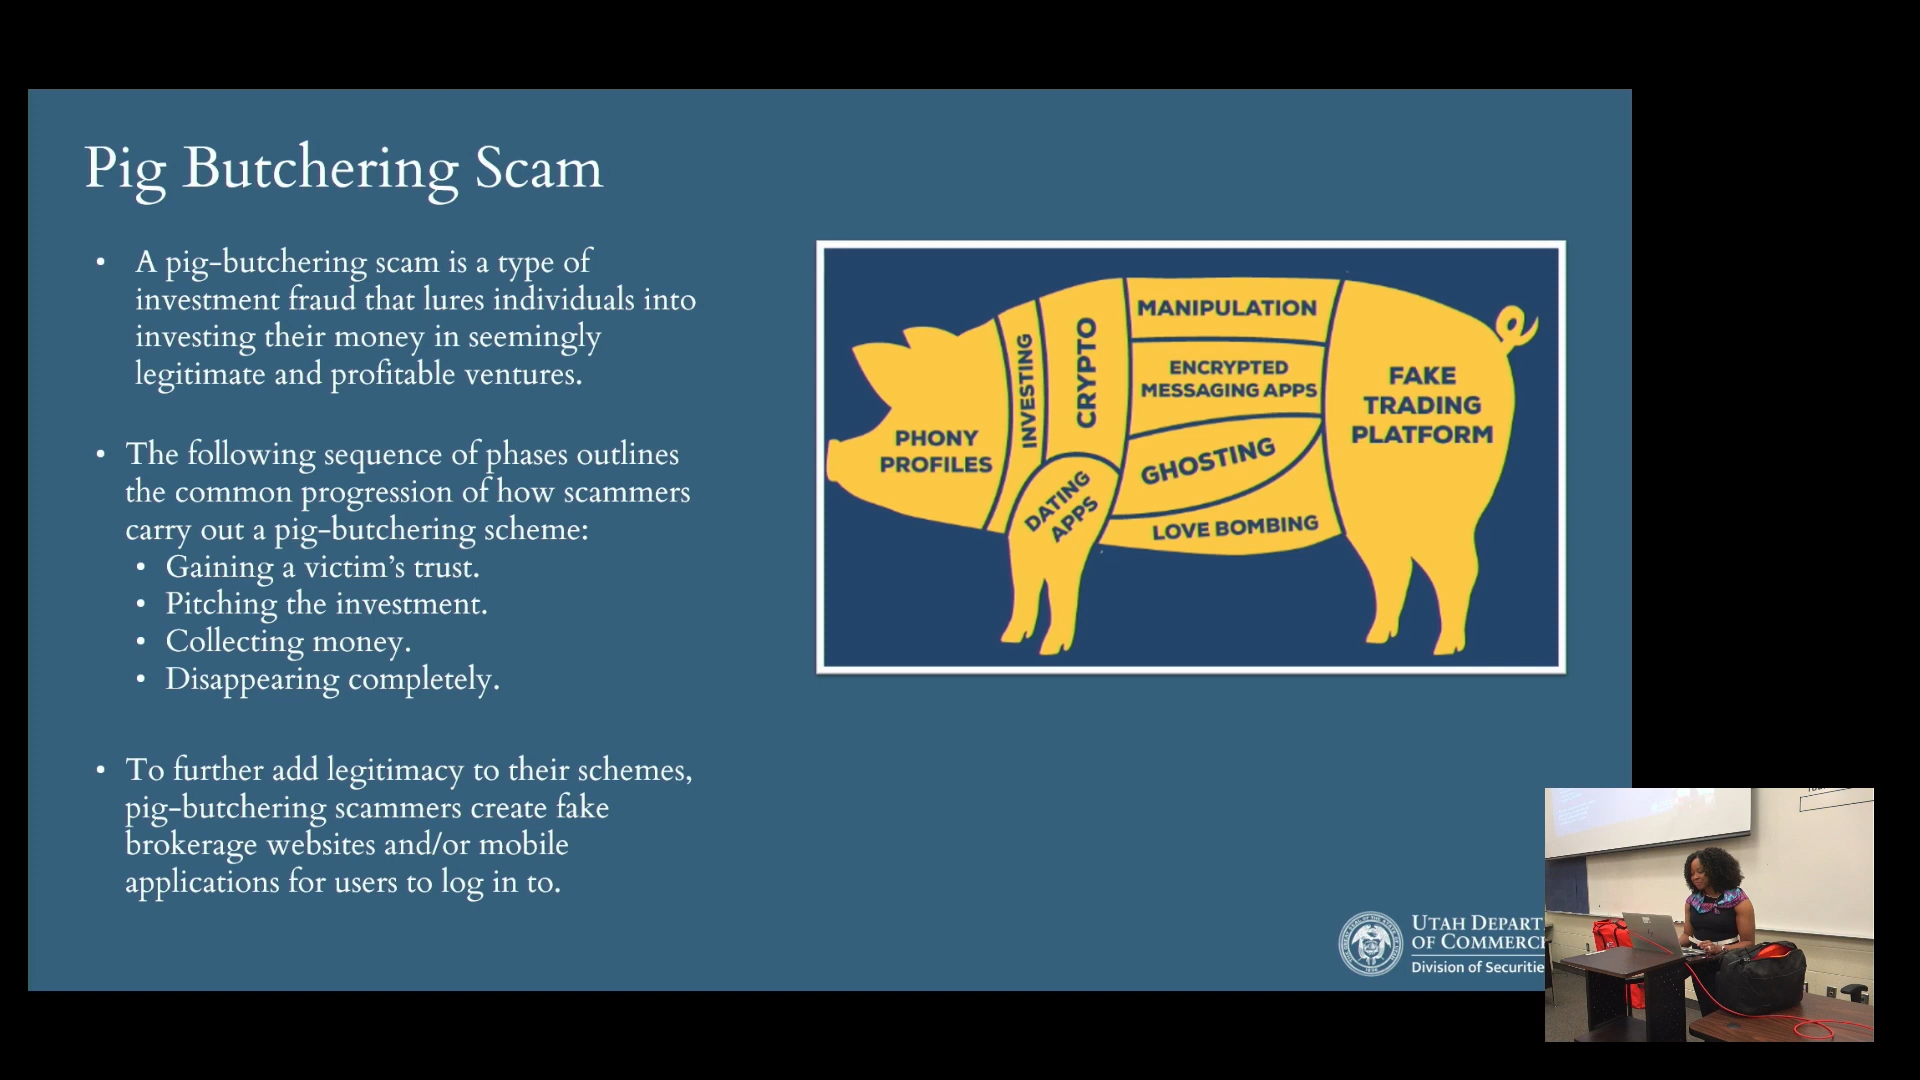 Pig Butchering Scam
• A pig-butchering scam is a type of
investment fraud that lures individuals into
investing their money in seemingly
legitimate and profitable ventures.
• The following sequence of phases outlines
the common progression of how scammers
carry out a pig-butchering scheme:
• Gaining a victim’s trust.
• Pitching the investment.
• Collecting money.
• Disappearing completely.
• To further add legitimacy to their schemes,
pig-butchering scammers create fake
brokerage websites and/or mobile
applications for users to log in to.
PHONY
PROFILES
INVESTING
CRYPTO
DATING
APPS
MANIPULATION
ENCRYPTED
MESSAGING APPS
GHOSTING
LOVE BOMBING
FAKE
TRADING
PLATFORM
UTAH DEPART
OF COMMERC
Division of Securitie